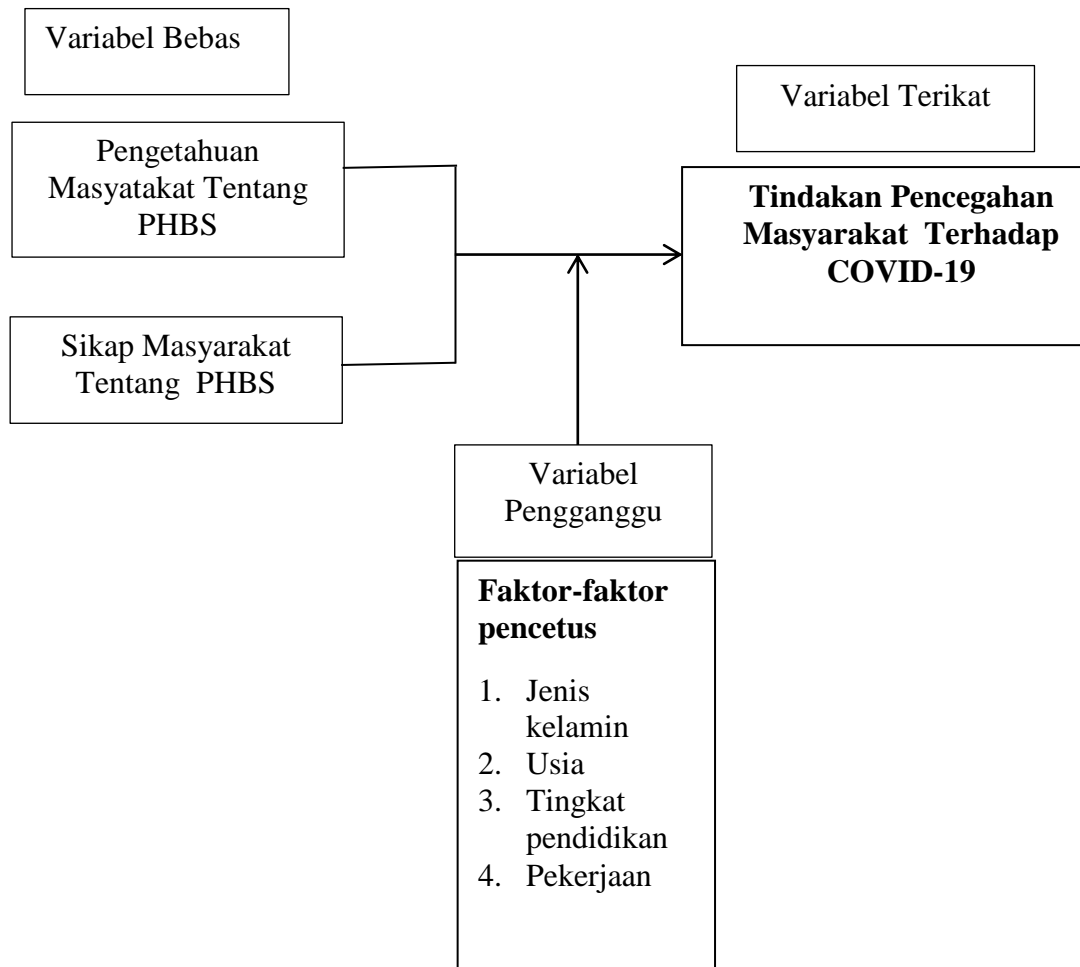 Variabel Bebas
Variabel Terikat
Pengetahuan
Masyatakat Tentang
PHBS
Tindakan Pencegahan
Masyarakat Terhadap
COVID-19
Sikap Masyarakat
Tentang PHBS
Variabel
Pengganggu
Faktor-faktor
pencetus
1. Jenis
kelamin
2. Usia
3. Tingkat
pendidikan
4. Pekerjaan